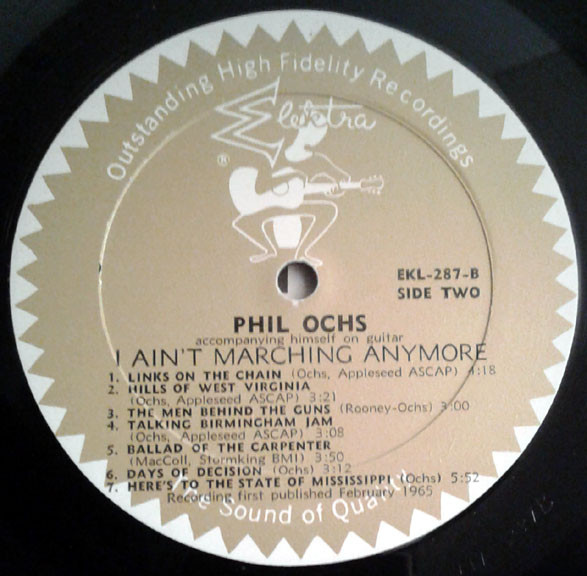 Outstanding High Fidelity Recordings
Elektra
®
EKL-287-B
SIDE TWO
PHIL OCHS
accompanying himself on guitar
I AIN'T MARCHING ANYMORE
1. LINKS ON THE CHAIN (Ochs, Appleseed ASCAP) 4:18
2. HILLS OF WEST VIRGINIA
(Ochs, Appleseed ASCAP) 3:21
3. THE MEN BEHIND THE GUNS (Rooney-Ochs) 3:00
4. TALKING BIRMINGHAM JAM
(Ochs, Appleseed ASCAP) 3:08
5. BALLAD OF THE CARPENTER
(MacColl, Stormking BMI) 3:50
6. DAYS OF DECISION (Ochs) 3:12
7. HERE'S TO THE STATE OF MISSISSIPPI (Ochs) 5:52
Recording first published February 1965
The Sound of Quality